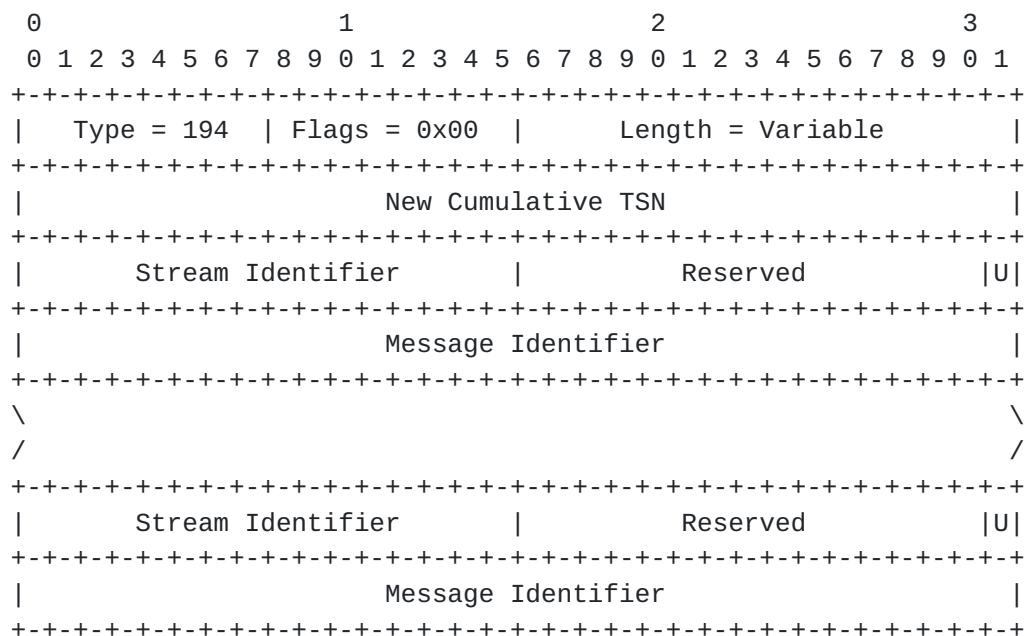 0                   1                   2                   3
 0 1 2 3 4 5 6 7 8 9 0 1 2 3 4 5 6 7 8 9 0 1 2 3 4 5 6 7 8 9 0 1
+-+-+-+-+-+-+-+-+-+-+-+-+-+-+-+-+-+-+-+-+-+-+-+-+-+-+-+-+-+-+-+-+
|   Type = 194  | Flags = 0x00  |      Length = Variable        |
+-+-+-+-+-+-+-+-+-+-+-+-+-+-+-+-+-+-+-+-+-+-+-+-+-+-+-+-+-+-+-+-+
|                       New Cumulative TSN                      |
+-+-+-+-+-+-+-+-+-+-+-+-+-+-+-+-+-+-+-+-+-+-+-+-+-+-+-+-+-+-+-+-+
|       Stream Identifier       |          Reserved           |U|
+-+-+-+-+-+-+-+-+-+-+-+-+-+-+-+-+-+-+-+-+-+-+-+-+-+-+-+-+-+-+-+-+
|                       Message Identifier                      |
+-+-+-+-+-+-+-+-+-+-+-+-+-+-+-+-+-+-+-+-+-+-+-+-+-+-+-+-+-+-+-+-+
\                                                               \
/                                                               /
+-+-+-+-+-+-+-+-+-+-+-+-+-+-+-+-+-+-+-+-+-+-+-+-+-+-+-+-+-+-+-+-+
|       Stream Identifier       |          Reserved           |U|
+-+-+-+-+-+-+-+-+-+-+-+-+-+-+-+-+-+-+-+-+-+-+-+-+-+-+-+-+-+-+-+-+
|                       Message Identifier                      |
+-+-+-+-+-+-+-+-+-+-+-+-+-+-+-+-+-+-+-+-+-+-+-+-+-+-+-+-+-+-+-+-+